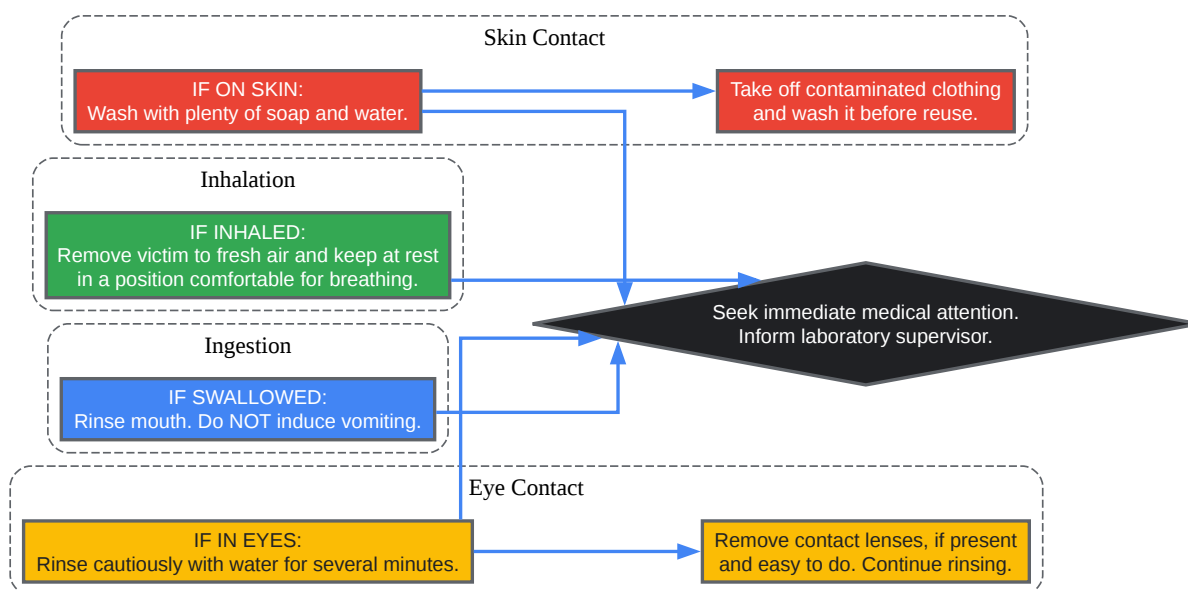 Skin Contact
IF ON SKIN:
Wash with plenty of soap and water.
Take off contaminated clothing
and wash it before reuse.
Inhalation
IF INHALED:
Remove victim to fresh air and keep at rest
in a position comfortable for breathing.
Seek immediate medical attention.
Inform laboratory supervisor.
Ingestion
IF SWALLOWED:
Rinse mouth. Do NOT induce vomiting.
Eye Contact
IF IN EYES:
Rinse cautiously with water for several minutes.
Remove contact lenses, if present
and easy to do. Continue rinsing.